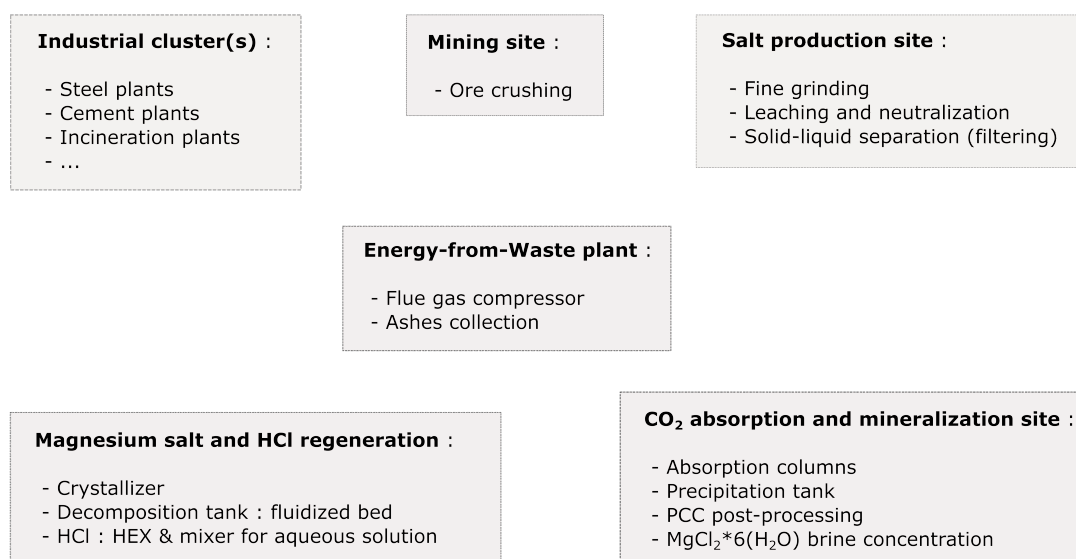 Industrial cluster(s) :
- Steel plants
- Cement plants
- Incineration plants
- ...
Mining site :
- Ore crushing
Salt production site :
- Fine grinding
- Leaching and neutralization
- Solid-liquid separation (filtering)
Energy-from-Waste plant :
- Flue gas compressor
- Ashes collection
Magnesium salt and HCl regeneration :
- Crystallizer
- Decomposition tank : fluidized bed
- HCl : HEX & mixer for aqueous solution
CO₂ absorption and mineralization site :
- Absorption columns
- Precipitation tank
- PCC post-processing
- MgCl₂*6(H₂O) brine concentration